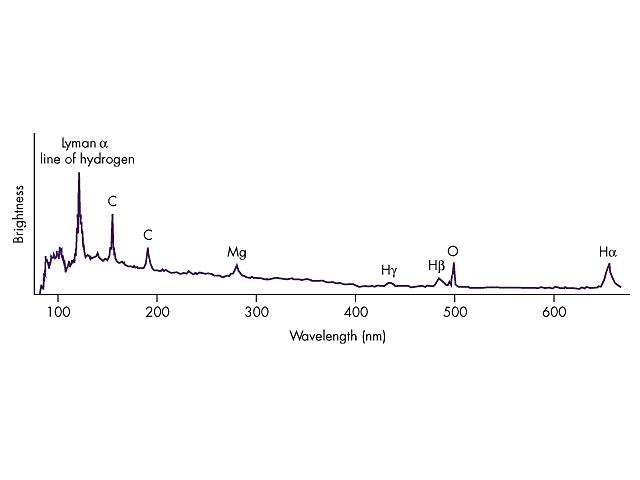 Lyman α
line of hydrogen
C
C
Mg
Hγ
Hβ
O
Hα
Brightness
100 200 300 400 500 600
Wavelength (nm)